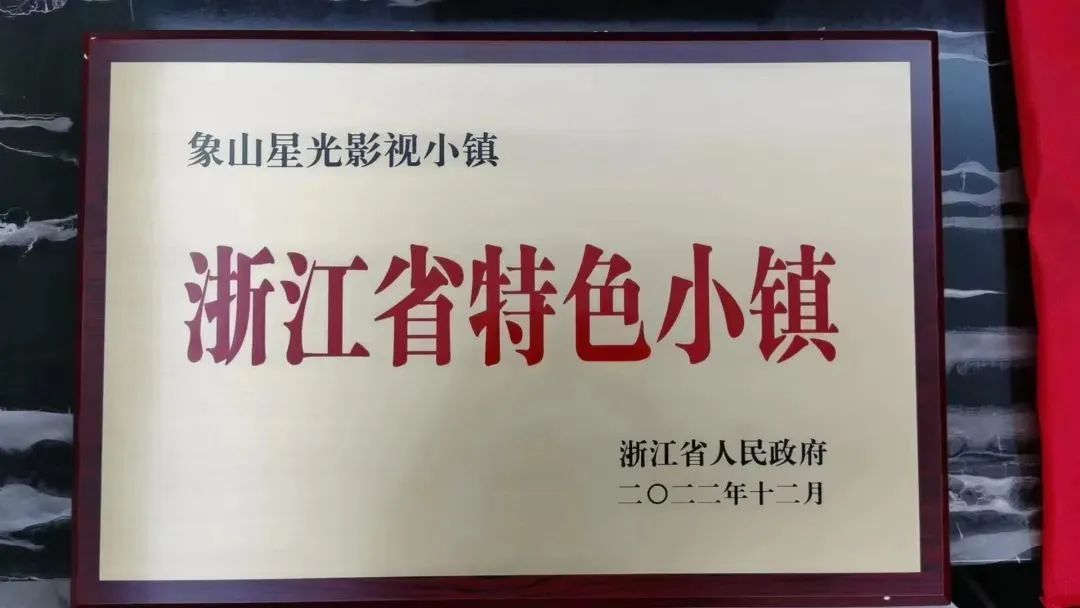 象山星光影视小镇
浙江省特色小镇
浙江省人民政府
二〇二二年十二月